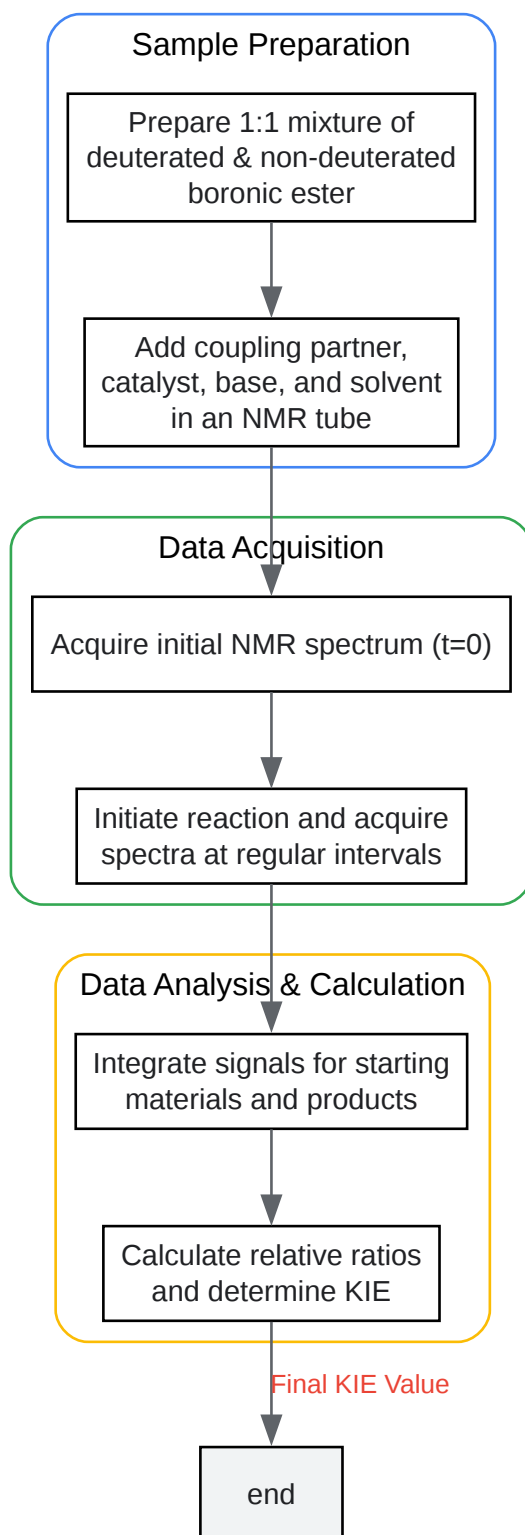 Sample Preparation
Prepare 1:1 mixture of
deuterated & non-deuterated
boronic ester
Add coupling partner,
catalyst, base, and solvent
in an NMR tube
Data Acquisition
Acquire initial NMR spectrum (t=0)
Initiate reaction and acquire
spectra at regular intervals
Data Analysis & Calculation
Integrate signals for starting
materials and products
Calculate relative ratios
and determine KIE
Final KIE Value
end